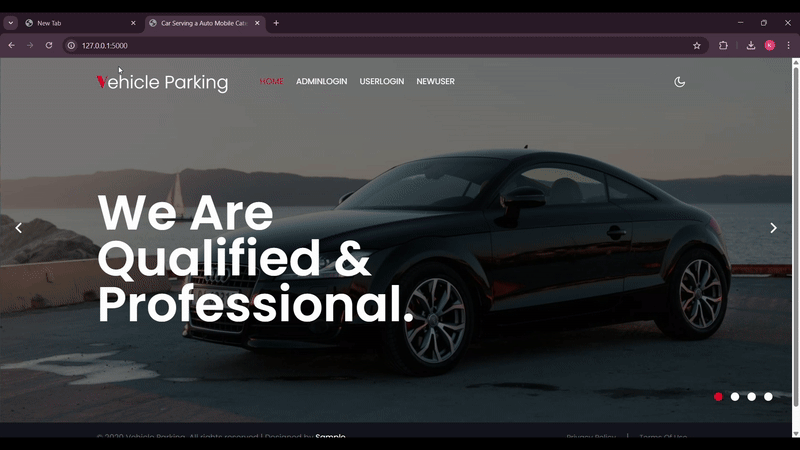 New Tab
Car Serving a Auto Mobile Cate
127.0.0.1:5000
K
Vehicle Parking
HOME ADMINLOGIN USERLOGIN NEWUSER
We Are
Qualified &
Professional.
© 2020 Vehicle Parking. All rights reserved | Designed by Sample
Privacy Policy | Terms Of Use